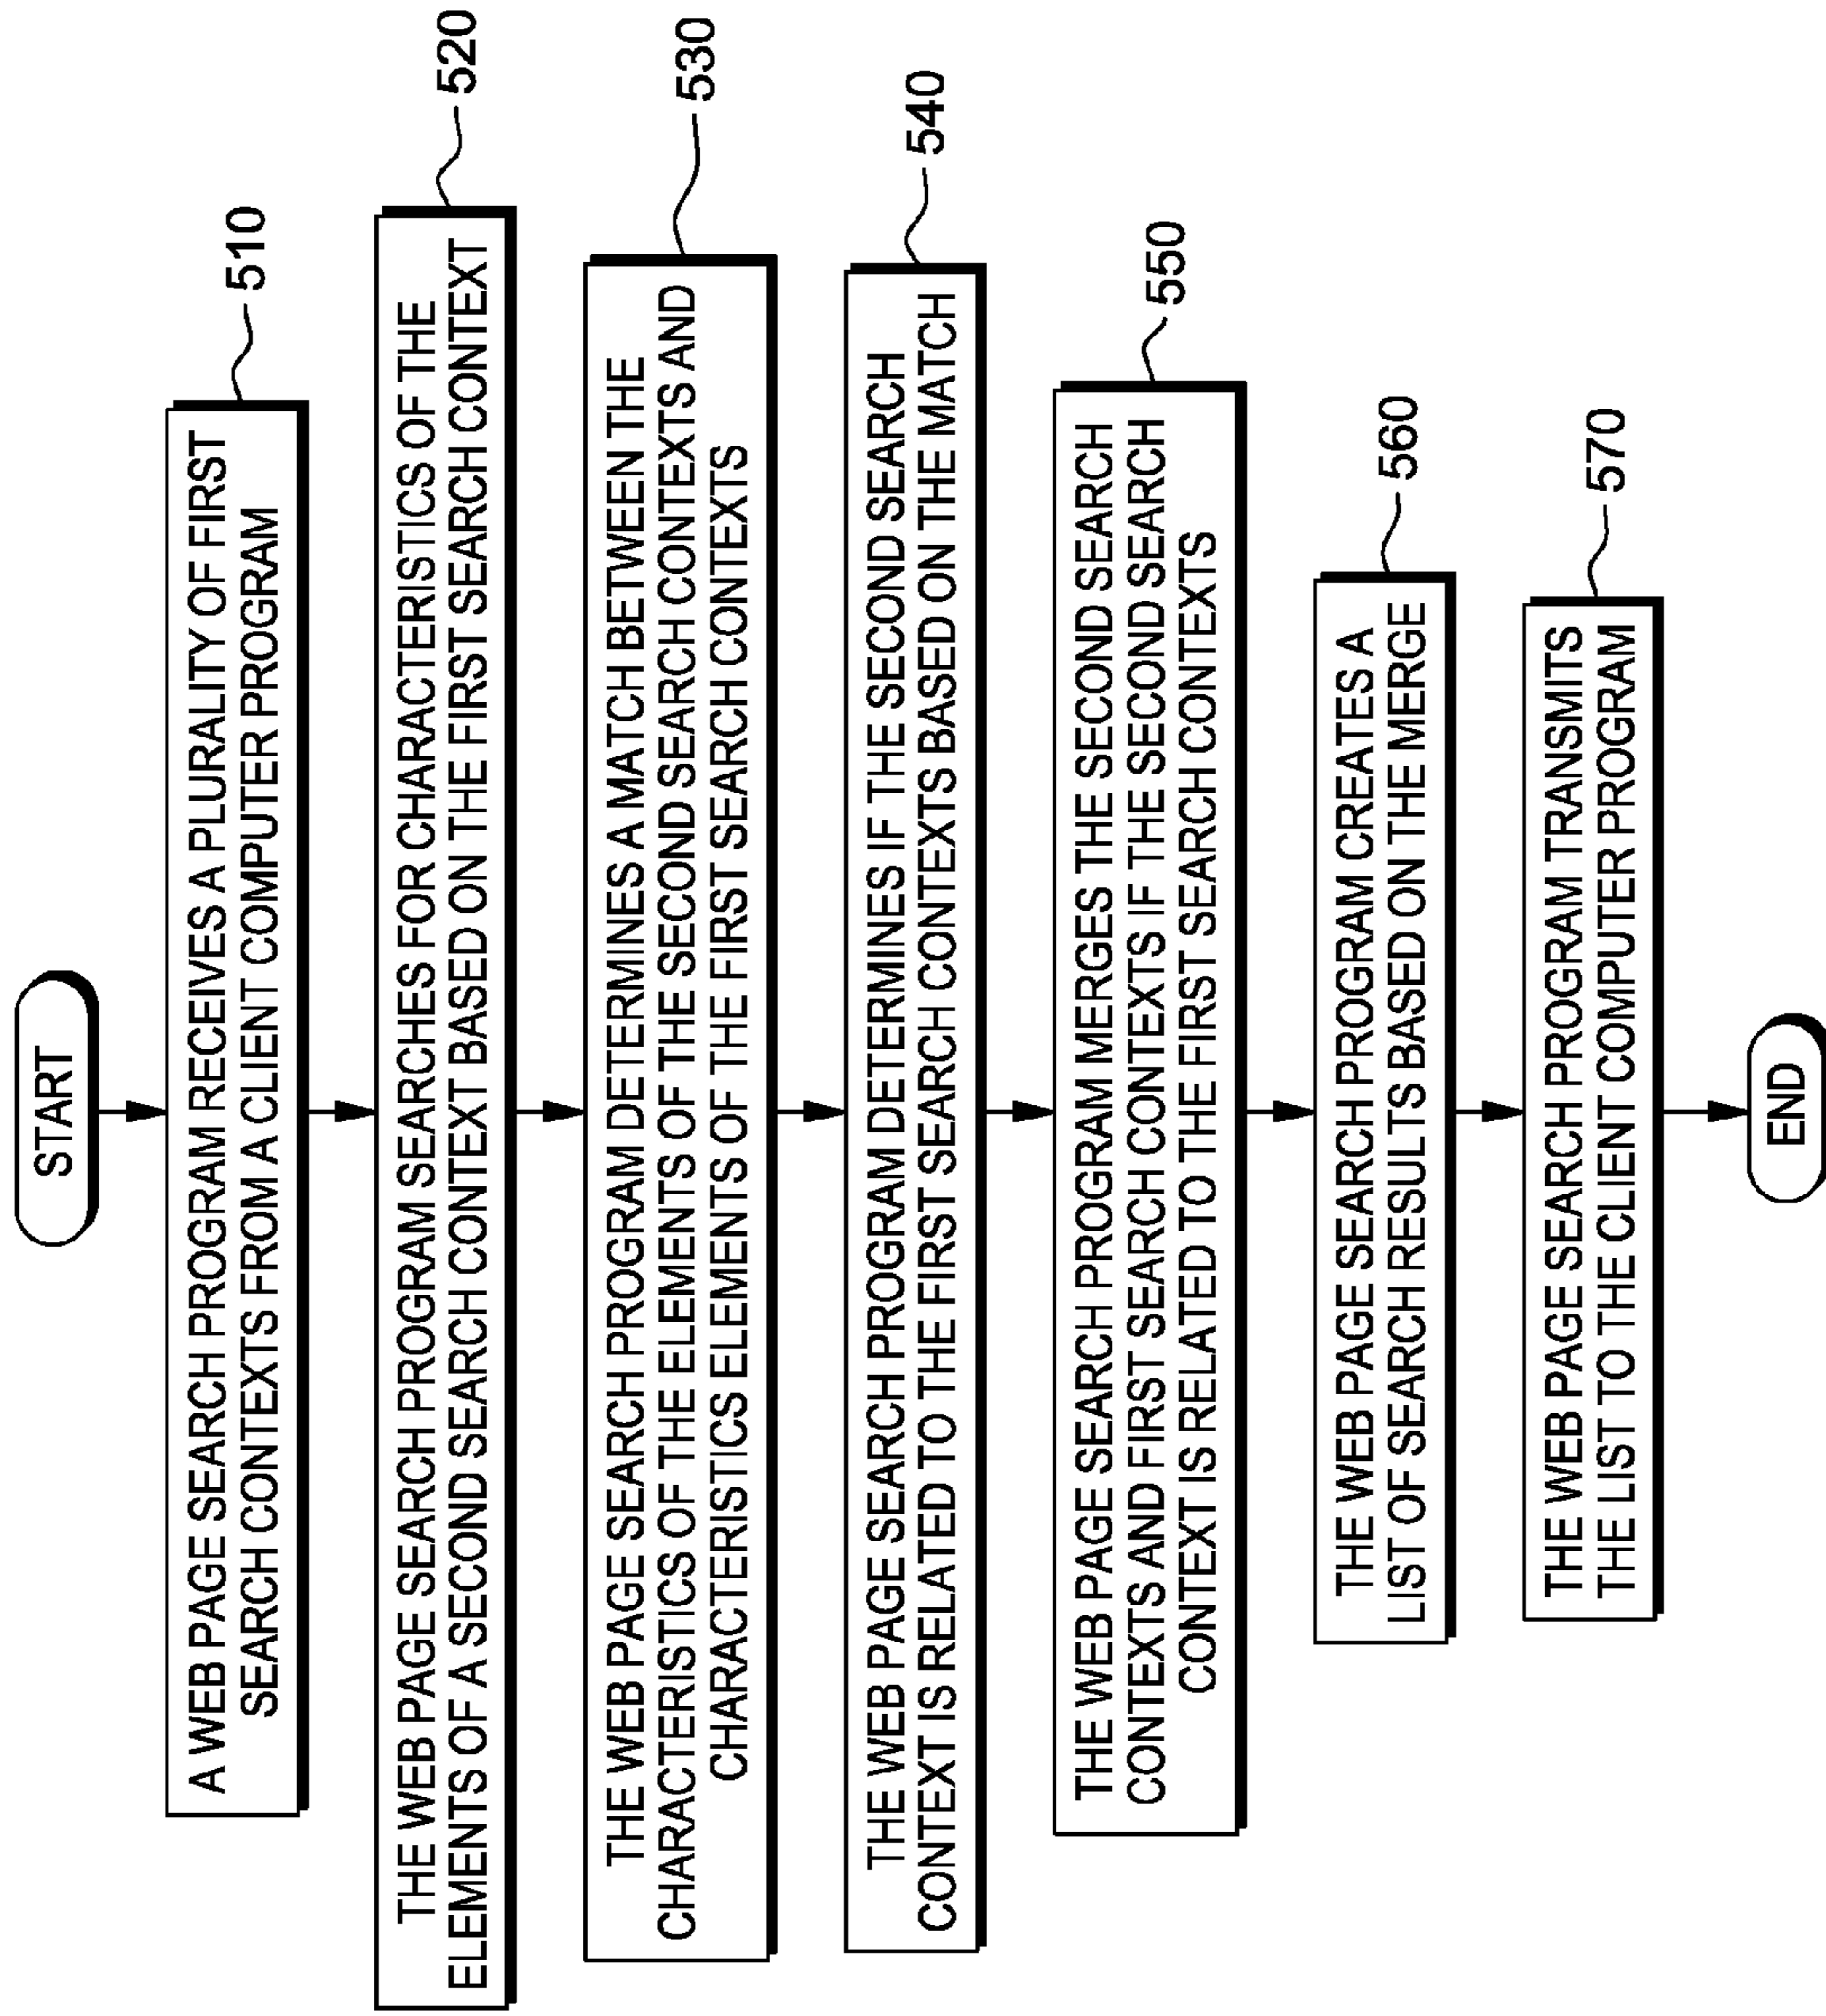 START
A WEB PAGE SEARCH PROGRAM RECEIVES A PLURALITY OF FIRST
SEARCH CONTEXTS FROM A CLIENT COMPUTER PROGRAM
510
THE WEB PAGE SEARCH PROGRAM SEARCHES FOR CHARACTERISTICS OF THE
ELEMENTS OF A SECOND SEARCH CONTEXT BASED ON THE FIRST SEARCH CONTEXT
520
THE WEB PAGE SEARCH PROGRAM DETERMINES A MATCH BETWEEN THE
CHARACTERISTICS OF THE ELEMENTS OF THE SECOND SEARCH CONTEXTS AND
CHARACTERISTICS ELEMENTS OF THE FIRST SEARCH CONTEXTS
530
THE WEB PAGE SEARCH PROGRAM DETERMINES IF THE SECOND SEARCH
CONTEXT IS RELATED TO THE FIRST SEARCH CONTEXTS BASED ON THE MATCH
540
THE WEB PAGE SEARCH PROGRAM MERGES THE SECOND SEARCH
CONTEXTS AND FIRST SEARCH CONTEXTS IF THE SECOND SEARCH
CONTEXT IS RELATED TO THE FIRST SEARCH CONTEXTS
550
THE WEB PAGE SEARCH PROGRAM CREATES A
LIST OF SEARCH RESULTS BASED ON THE MERGE
560
THE WEB PAGE SEARCH PROGRAM TRANSMITS
THE LIST TO THE CLIENT COMPUTER PROGRAM
570
END